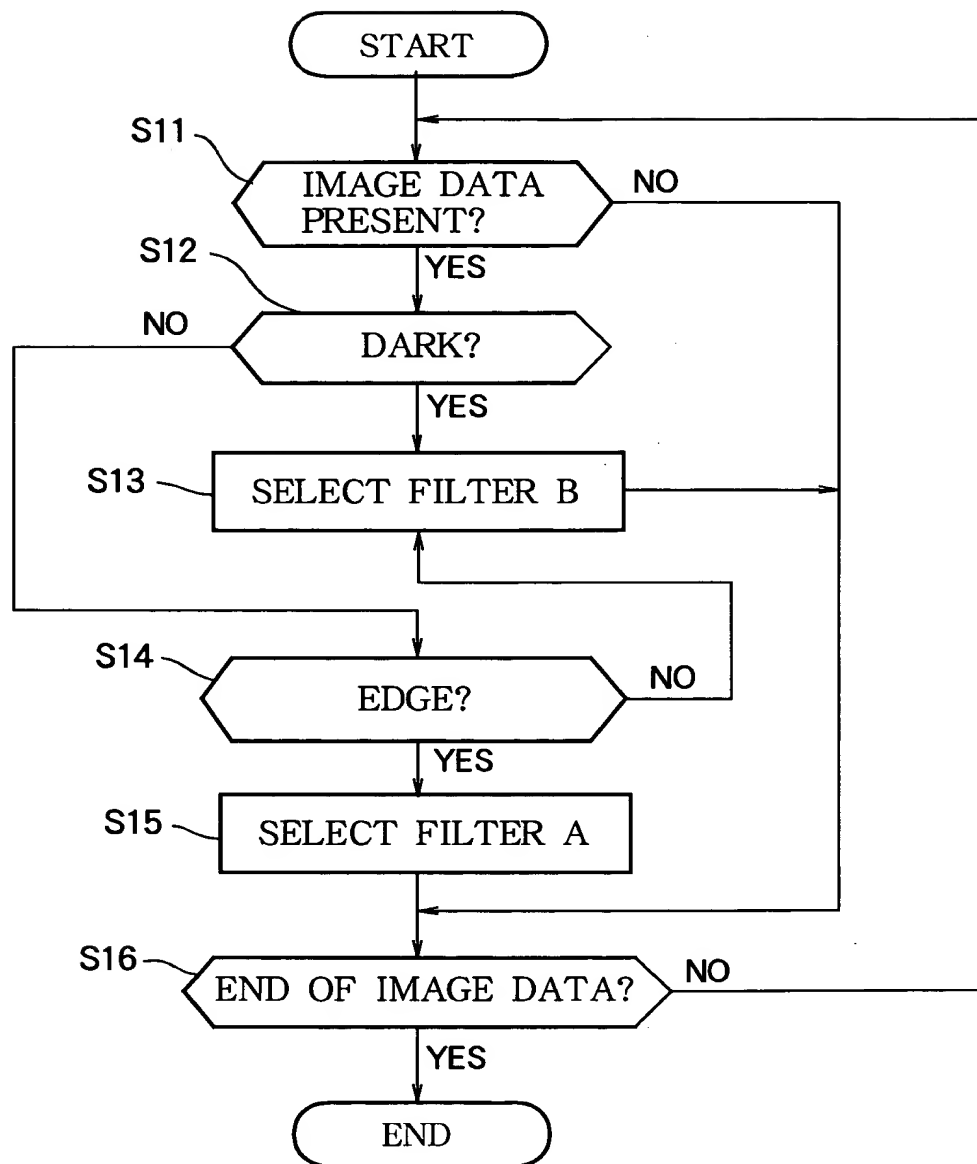 START
S11
IMAGE DATA
PRESENT?
NO
YES
S12
NO
DARK?
YES
S13
SELECT FILTER B
S14
EDGE?
NO
YES
S15
SELECT FILTER A
S16
END OF IMAGE DATA?
NO
YES
END